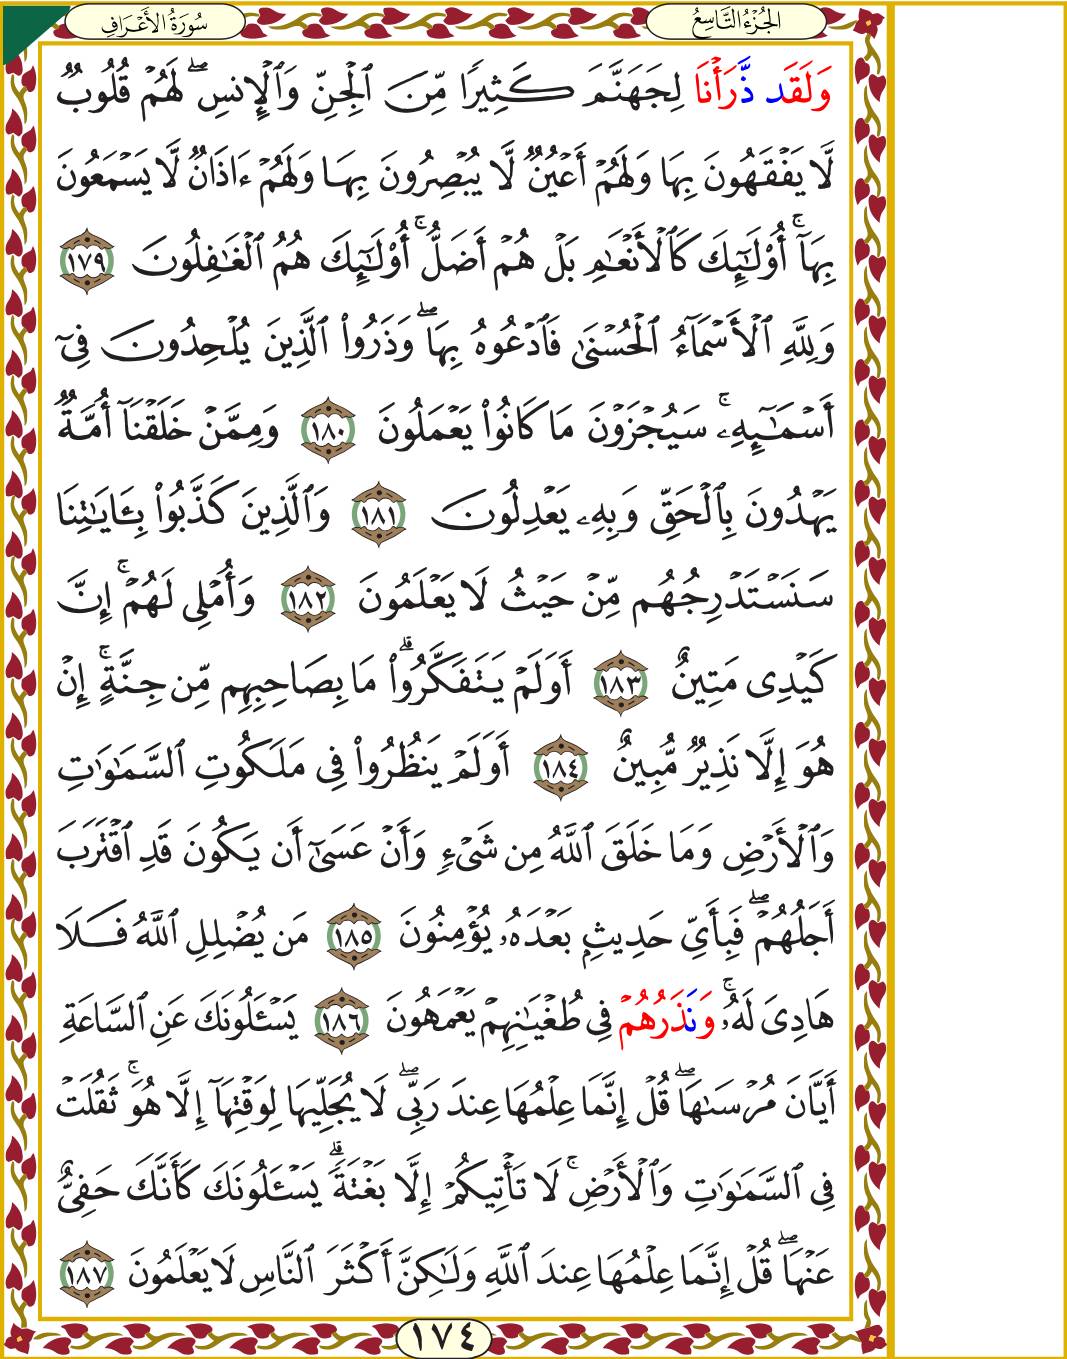 الجُزْءُ التَّاسِعُ
سُورَةُ الأَعْرَافِ
وَلَقَد ذَّرَأْنَا لِجَهَنَّمَ كَثِيرًا مِّنَ ٱلْجِنِّ وَٱلْإِنسِ ۖ لَهُمْ قُلُوبٌ
لَّا يَفْقَهُونَ بِهَا وَلَهُمْ أَعْيُنٌ لَّا يُبْصِرُونَ بِهَا وَلَهُمْ ءَاذَانٌ لَّا يَسْمَعُونَ
بِهَآ ۚ أُو۟لَـٰٓئِكَ كَٱلْأَنْعَـٰمِ بَلْ هُمْ أَضَلُّ ۚ أُو۟لَـٰٓئِكَ هُمُ ٱلْغَـٰفِلُونَ ١٧٩
وَلِلَّهِ ٱلْأَسْمَآءُ ٱلْحُسْنَىٰ فَٱدْعُوهُ بِهَا ۖ وَذَرُوا۟ ٱلَّذِينَ يُلْحِدُونَ فِىٓ
أَسْمَـٰٓئِهِۦ ۚ سَيُجْزَوْنَ مَا كَانُوا۟ يَعْمَلُونَ ١٨٠ وَمِمَّنْ خَلَقْنَآ أُمَّةٌ
يَهْدُونَ بِٱلْحَقِّ وَبِهِۦ يَعْدِلُونَ ١٨١ وَٱلَّذِينَ كَذَّبُوا۟ بِـَٔايَـٰتِنَا
سَنَسْتَدْرِجُهُم مِّنْ حَيْثُ لَا يَعْلَمُونَ ١٨٢ وَأُمْلِى لَهُمْ ۚ إِنَّ
كَيْدِى مَتِينٌ ١٨٣ أَوَلَمْ يَتَفَكَّرُوا۟ ۗ مَا بِصَاحِبِهِم مِّن جِنَّةٍ ۚ إِنْ
هُوَ إِلَّا نَذِيرٌ مُّبِينٌ ١٨٤ أَوَلَمْ يَنظُرُوا۟ فِى مَلَكُوتِ ٱلسَّمَـٰوَٰتِ
وَٱلْأَرْضِ وَمَا خَلَقَ ٱللَّهُ مِن شَىْءٍ وَأَنْ عَسَىٰٓ أَن يَكُونَ قَدِ ٱقْتَرَبَ
أَجَلُهُمْ ۖ فَبِأَىِّ حَدِيثٍۭ بَعْدَهُۥ يُؤْمِنُونَ ١٨٥ مَن يُضْلِلِ ٱللَّهُ فَلَا
هَادِىَ لَهُۥ ۚ وَنَذَرُهُمْ فِى طُغْيَـٰنِهِمْ يَعْمَهُونَ ١٨٦ يَسْـَٔلُونَكَ عَنِ ٱلسَّاعَةِ
أَيَّانَ مُرْسَىٰهَا ۖ قُلْ إِنَّمَا عِلْمُهَا عِندَ رَبِّى ۖ لَا يُجَلِّيهَا لِوَقْتِهَآ إِلَّا هُوَ ۚ ثَقُلَتْ
فِى ٱلسَّمَـٰوَٰتِ وَٱلْأَرْضِ ۚ لَا تَأْتِيكُمْ إِلَّا بَغْتَةً ۗ يَسْـَٔلُونَكَ كَأَنَّكَ حَفِىٌّ
عَنْهَا ۖ قُلْ إِنَّمَا عِلْمُهَا عِندَ ٱللَّهِ وَلَـٰكِنَّ أَكْثَرَ ٱلنَّاسِ لَا يَعْلَمُونَ ١٨٧
١٧٤